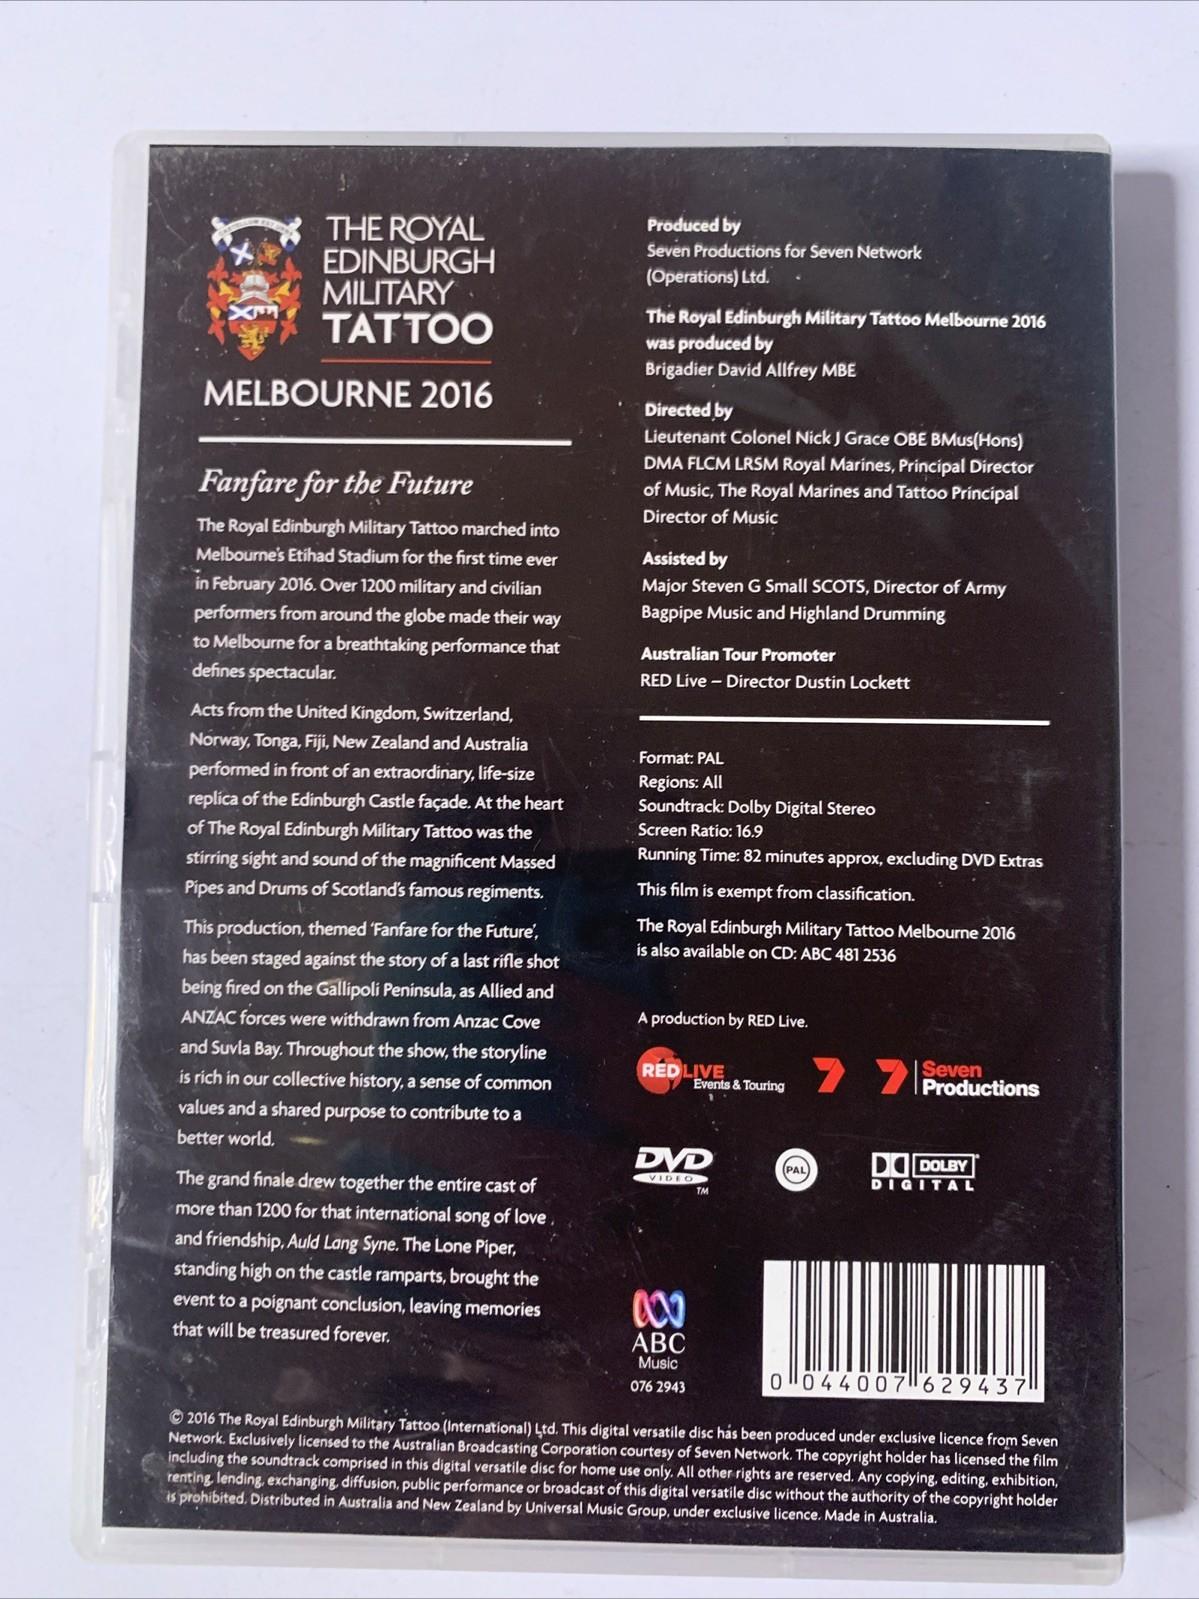 THE ROYAL
EDINBURGH
MILITARY
TATTOO
MELBOURNE 2016
Fanfare for the Future
The Royal Edinburgh Military Tattoo marched into
Melbourne's Etihad Stadium for the first time ever
in February 2016. Over 1200 military and civilian
performers from around the globe made their way
to Melbourne for a breathtaking performance that
defines spectacular.
Acts from the United Kingdom, Switzerland,
Norway, Tonga, Fiji, New Zealand and Australia
performed in front of an extraordinary, life-size
replica of the Edinburgh Castle façade. At the heart
of The Royal Edinburgh Military Tattoo was the
stirring sight and sound of the magnificent Massed
Pipes and Drums of Scotland's famous regiments.
This production, themed 'Fanfare for the Future',
has been staged against the story of a last rifle shot
being fired on the Gallipoli Peninsula, as Allied and
ANZAC forces were withdrawn from Anzac Cove
and Suvla Bay. Throughout the show, the storyline
is rich in our collective history, a sense of common
values and a shared purpose to contribute to a
better world.
The grand finale drew together the entire cast of
more than 1200 for that international song of love
and friendship, Auld Lang Syne. The Lone Piper,
standing high on the castle ramparts, brought the
event to a poignant conclusion, leaving memories
that will be treasured forever.
Produced by
Seven Productions for Seven Network
(Operations) Ltd.
The Royal Edinburgh Military Tattoo Melbourne 2016
was produced by
Brigadier David Allfrey MBE
Directed by
Lieutenant Colonel Nick J Grace OBE BMus(Hons)
DMA FLCM LRSM Royal Marines, Principal Director
of Music, The Royal Marines and Tattoo Principal
Director of Music
Assisted by
Major Steven G Small SCOTS, Director of Army
Bagpipe Music and Highland Drumming
Australian Tour Promoter
RED Live – Director Dustin Lockett
Format: PAL
Regions: All
Soundtrack: Dolby Digital Stereo
Screen Ratio: 16.9
Running Time: 82 minutes approx, excluding DVD Extras
This film is exempt from classification.
The Royal Edinburgh Military Tattoo Melbourne 2016
is also available on CD: ABC 481 2536
A production by RED Live.
REDLIVE
Events & Touring
7
7 Seven
Productions
DVD
VIDEO
TM
PAL
DOLBY
DIGITAL
ABC
Music
076 2943
0 044007 629437
© 2016 The Royal Edinburgh Military Tattoo (International) Ltd. This digital versatile disc has been produced under exclusive licence from Seven
Network. Exclusively licensed to the Australian Broadcasting Corporation courtesy of Seven Network. The copyright holder has licensed the film
including the soundtrack comprised in this digital versatile disc for home use only. All other rights are reserved. Any copying, editing, exhibition,
renting, lending, exchanging, diffusion, public performance or broadcast of this digital versatile disc without the authority of the copyright holder
is prohibited. Distributed in Australia and New Zealand by Universal Music Group, under exclusive licence. Made in Australia.